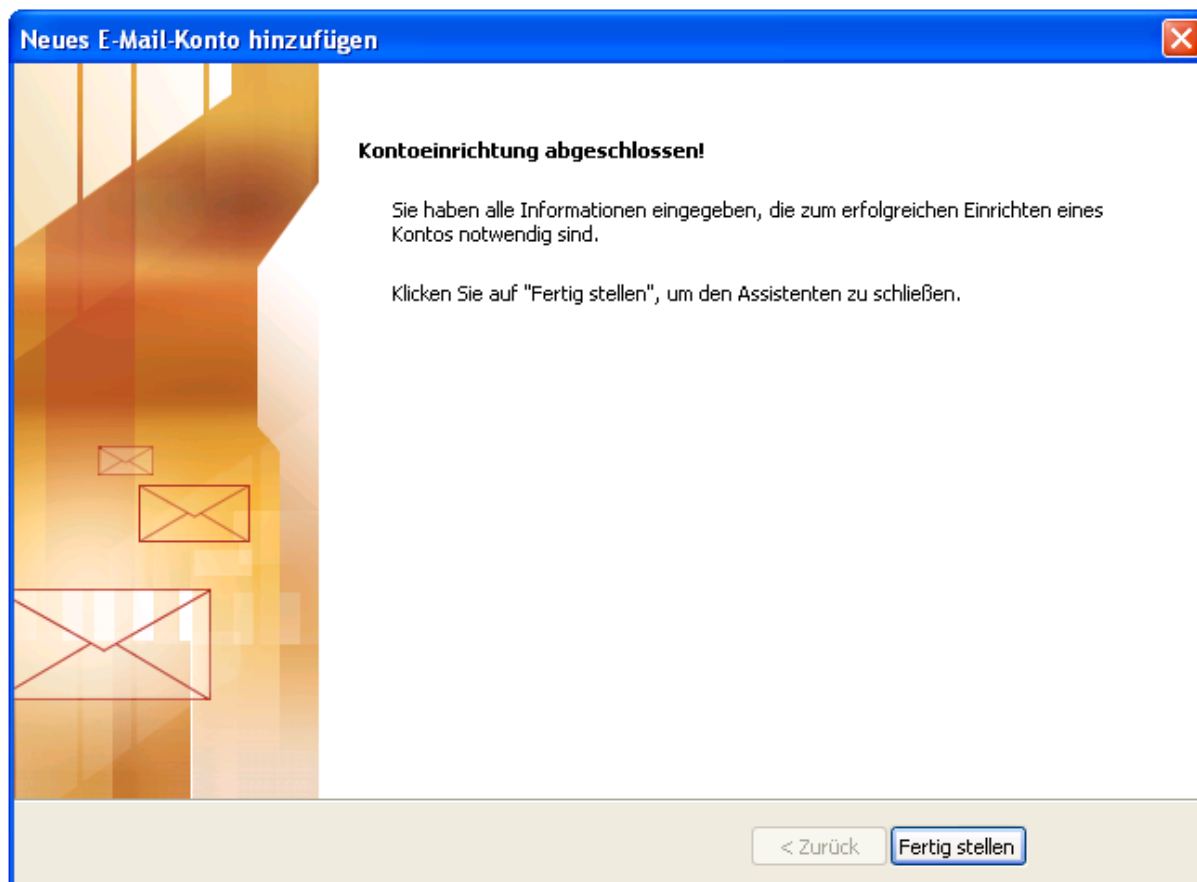 Neues E-Mail-Konto hinzufügen
Kontoeinrichtung abgeschlossen!
Sie haben alle Informationen eingegeben, die zum erfolgreichen Einrichten eines
Kontos notwendig sind.
Klicken Sie auf "Fertig stellen", um den Assistenten zu schließen.
< Zurück
Fertig stellen